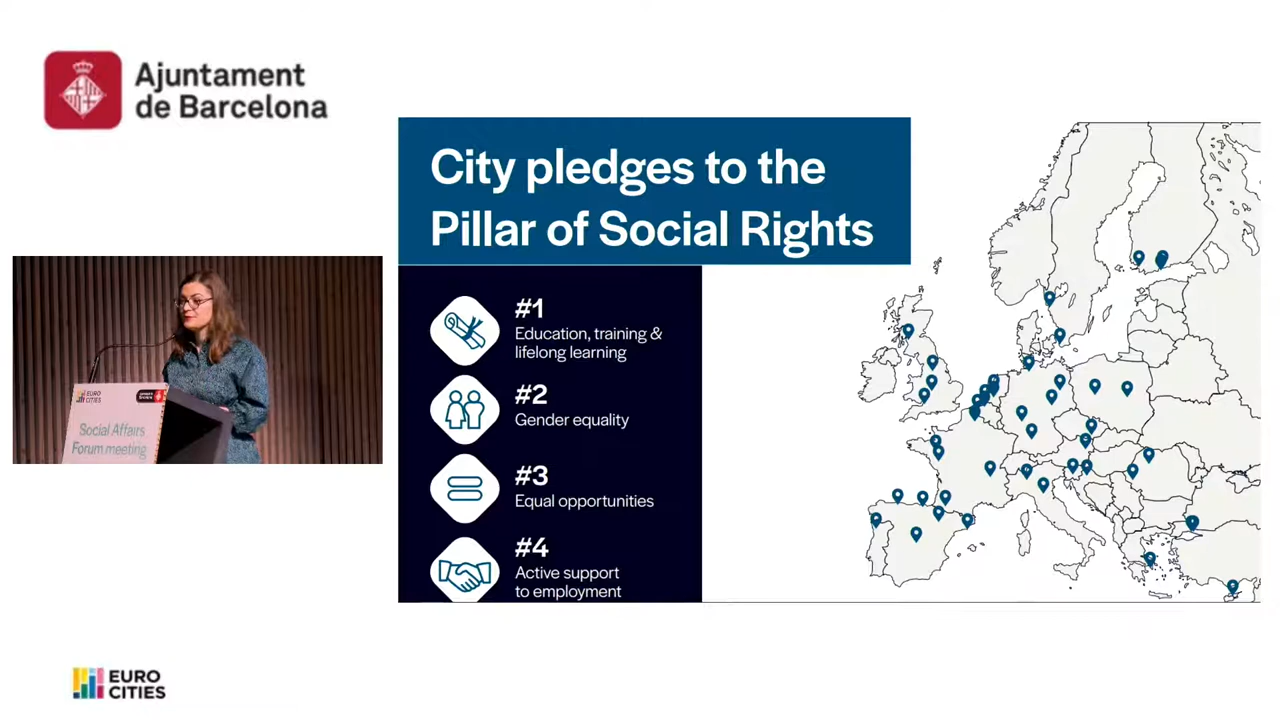 Ajuntament
de Barcelona
City pledges to the
Pillar of Social Rights
#1
Education, training &
lifelong learning
#2
Gender equality
#3
Equal opportunities
#4
Active support
to employment
EURO
CITIES
Social Affairs
Forum meeting
EURO
CITIES